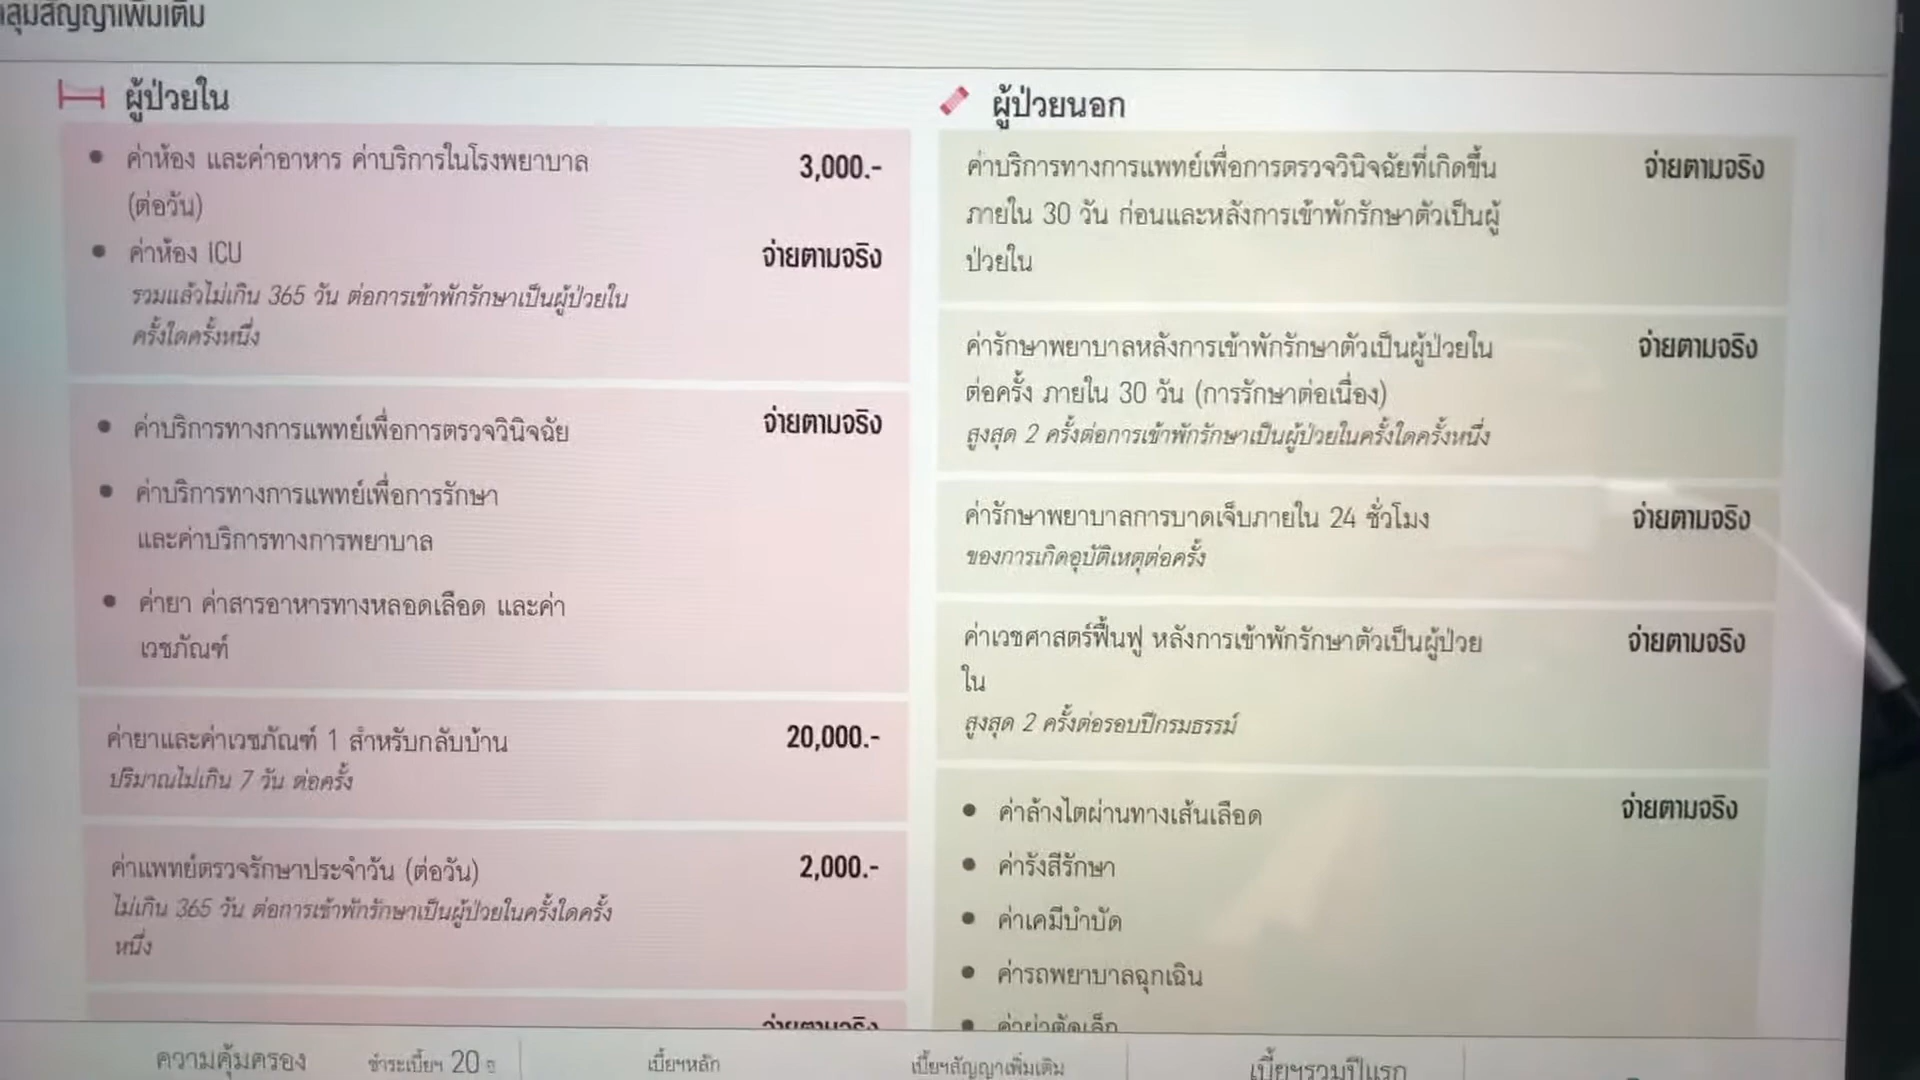 กลุ่มสัญญาเพิ่มเติม
ผู้ป่วยใน
ค่าห้อง และค่าอาหาร ค่าบริการในโรงพยาบาล 3,000.-
(ต่อวัน)
ค่าห้อง ICU จ่ายตามจริง
รวมแล้วไม่เกิน 365 วัน ต่อการเข้าพักรักษาเป็นผู้ป่วยใน
ครั้งใดครั้งหนึ่ง
ค่าบริการทางการแพทย์เพื่อการตรวจวินิจฉัย จ่ายตามจริง
ค่าบริการทางการแพทย์เพื่อการรักษา
และค่าบริการทางการพยาบาล
ค่ายา ค่าสารอาหารทางหลอดเลือด และค่า
เวชภัณฑ์
ค่ายาและค่าเวชภัณฑ์ 1 สำหรับกลับบ้าน 20,000.-
ปริมาณไม่เกิน 7 วัน ต่อครั้ง
ค่าแพทย์ตรวจรักษาประจำวัน (ต่อวัน) 2,000.-
ไม่เกิน 365 วัน ต่อการเข้าพักรักษาเป็นผู้ป่วยในครั้งใดครั้ง
หนึ่ง
จ่ายตามจริง
ผู้ป่วยนอก
ค่าบริการทางการแพทย์เพื่อการตรวจวินิจฉัยที่เกิดขึ้น จ่ายตามจริง
ภายใน 30 วัน ก่อนและหลังการเข้าพักรักษาตัวเป็นผู้
ป่วยใน
ค่ารักษาพยาบาลหลังการเข้าพักรักษาตัวเป็นผู้ป่วยใน จ่ายตามจริง
ต่อครั้ง ภายใน 30 วัน (การรักษาต่อเนื่อง)
สูงสุด 2 ครั้งต่อการเข้าพักรักษาเป็นผู้ป่วยในครั้งใดครั้งหนึ่ง
ค่ารักษาพยาบาลการบาดเจ็บภายใน 24 ชั่วโมง จ่ายตามจริง
ของการเกิดอุบัติเหตุต่อครั้ง
ค่าเวชศาสตร์ฟื้นฟู หลังการเข้าพักรักษาตัวเป็นผู้ป่วย จ่ายตามจริง
ใน
สูงสุด 2 ครั้งต่อรอบปีกรมธรรม์
ค่าล้างไตผ่านทางเส้นเลือด จ่ายตามจริง
ค่ารังสีรักษา
ค่าเคมีบำบัด
ค่ารถพยาบาลฉุกเฉิน
ค่าผ่าตัดเล็ก
ความคุ้มครอง ชำระเบี้ยฯ 20 ปี เบี้ยฯหลัก เบี้ยฯสัญญาเพิ่มเติม เบี้ยฯรวมปีแรก